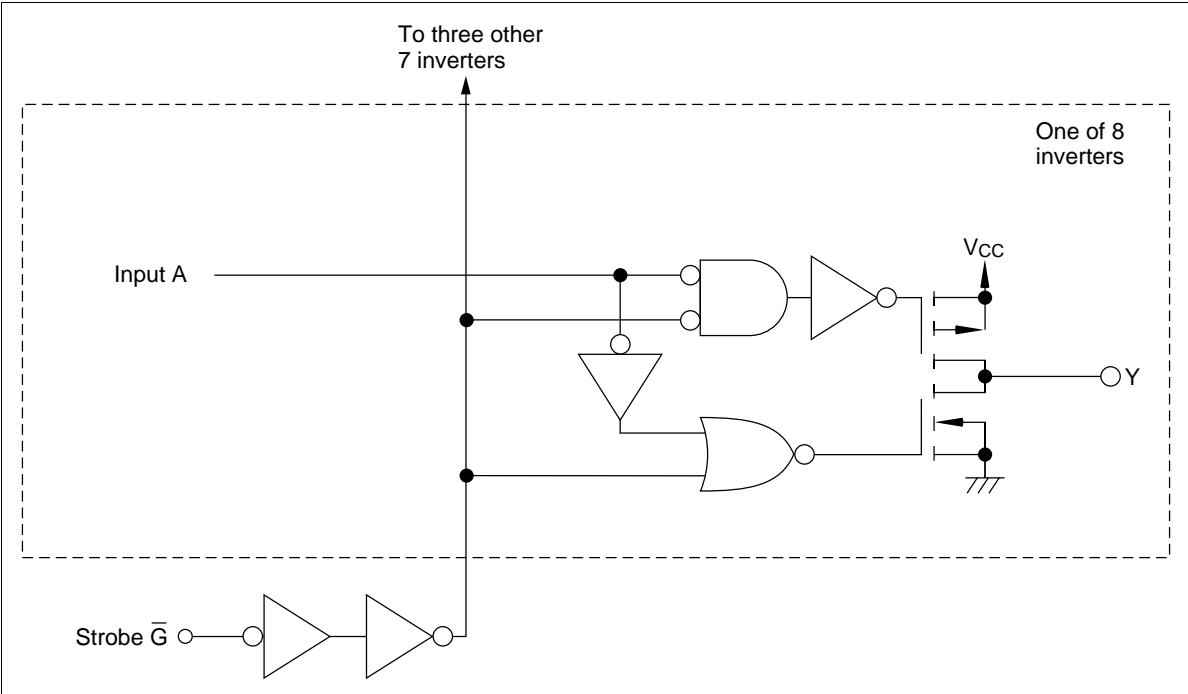 To three other
7 inverters
One of 8
inverters
Input A
VCC
Y
Strobe G̅